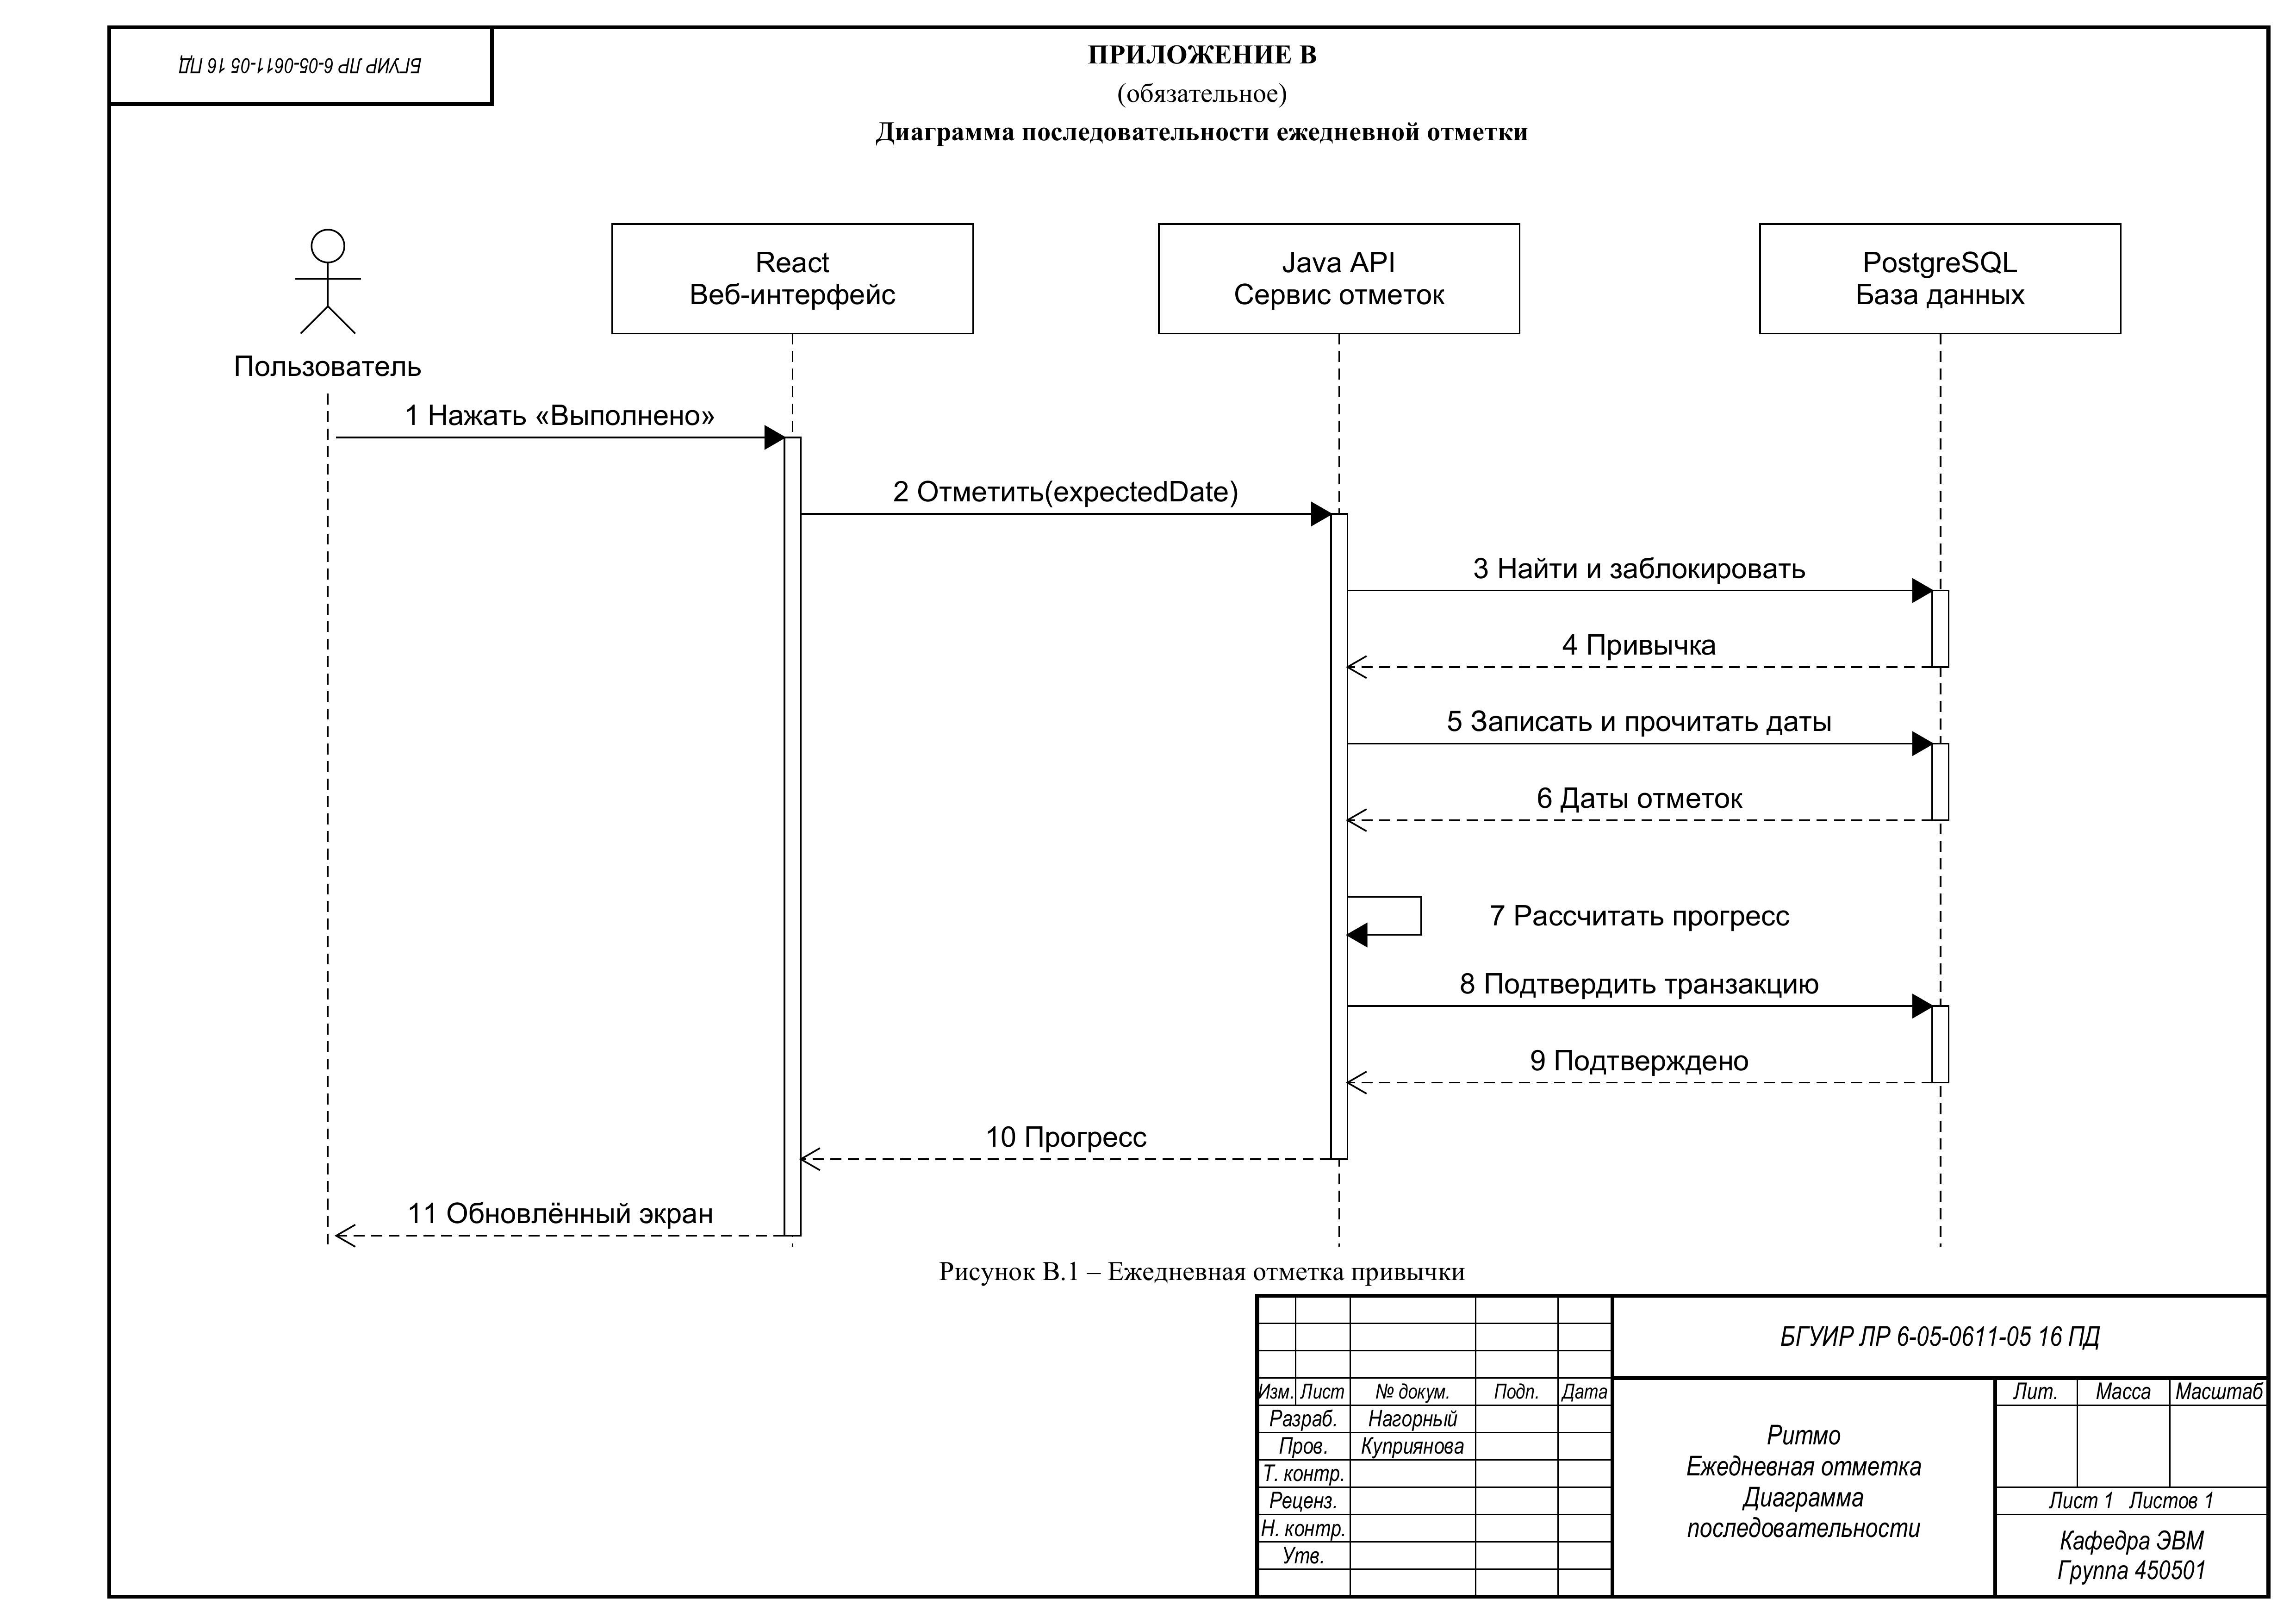 БГУИР ЛР 6-05-0611-05 16 ПД
ПРИЛОЖЕНИЕ В
(обязательное)
Диаграмма последовательности ежедневной отметки
Пользователь
React
Веб-интерфейс
Java API
Сервис отметок
PostgreSQL
База данных
1 Нажать «Выполнено»
2 Отметить(expectedDate)
3 Найти и заблокировать
4 Привычка
5 Записать и прочитать даты
6 Даты отметок
7 Рассчитать прогресс
8 Подтвердить транзакцию
9 Подтверждено
10 Прогресс
11 Обновлённый экран
Рисунок В.1 – Ежедневная отметка привычки
БГУИР ЛР 6-05-0611-05 16 ПД
Изм. Лист № докум. Подп. Дата
Разраб. Нагорный
Пров. Куприянова
Т. контр.
Реценз.
Н. контр.
Утв.
Ритмо
Ежедневная отметка
Диаграмма
последовательности
Лит. Масса Масштаб
Лист 1 Листов 1
Кафедра ЭВМ
Группа 450501